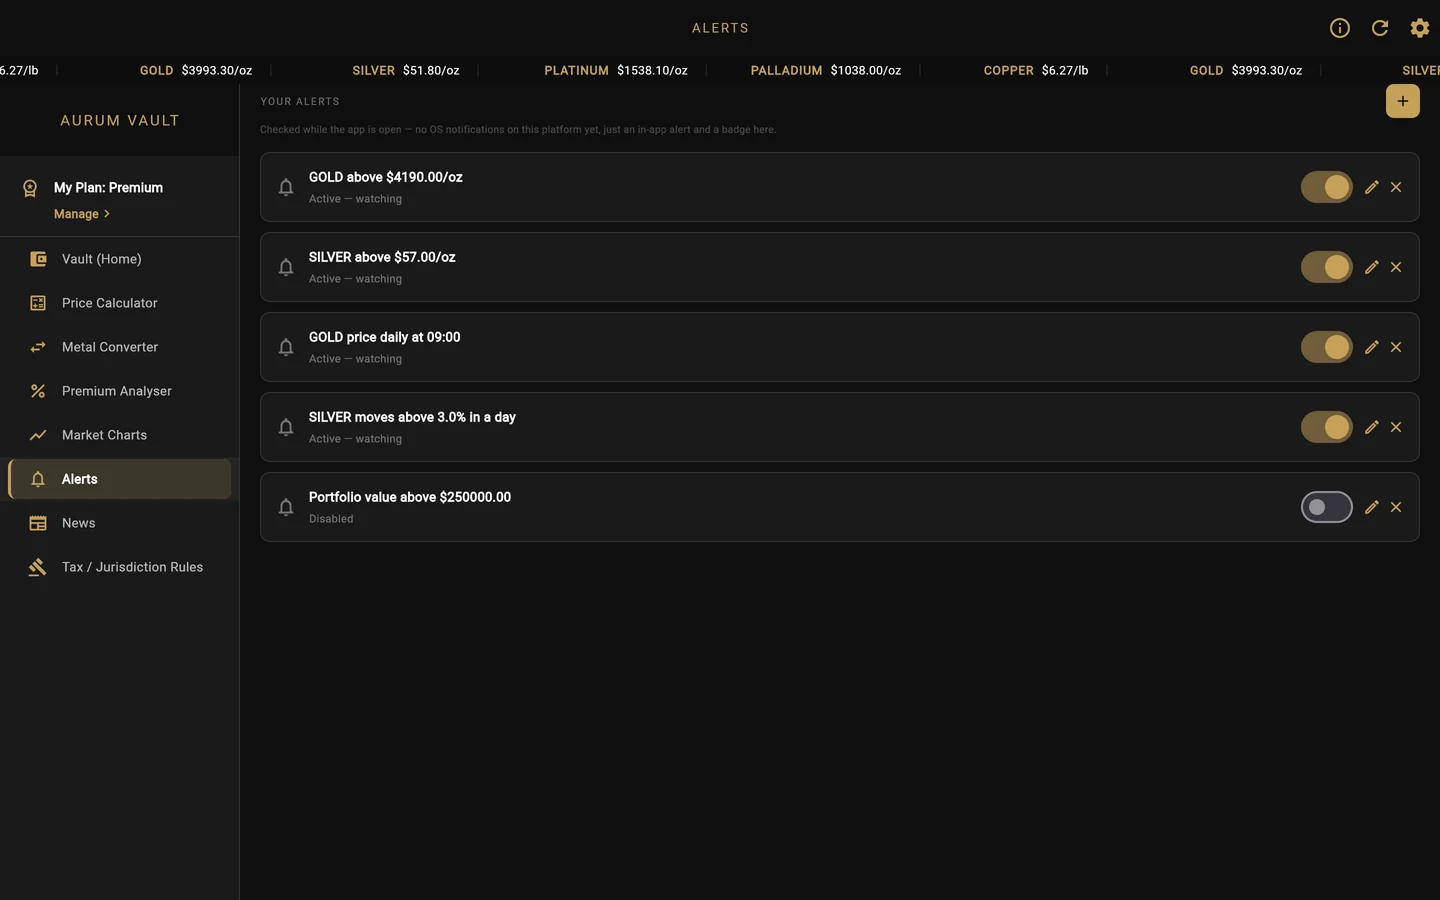 ALERTS
6.27/lb GOLD $3993.30/oz SILVER $51.80/oz PLATINUM $1538.10/oz PALLADIUM $1038.00/oz COPPER $6.27/lb GOLD $3993.30/oz SILVER
AURUM VAULT
My Plan: Premium
Manage >
Vault (Home)
Price Calculator
Metal Converter
Premium Analyser
Market Charts
Alerts
News
Tax / Jurisdiction Rules
YOUR ALERTS
+
Checked while the app is open — no OS notifications on this platform yet, just an in-app alert and a badge here.
GOLD above $4190.00/oz
Active — watching
SILVER above $57.00/oz
Active — watching
GOLD price daily at 09:00
Active — watching
SILVER moves above 3.0% in a day
Active — watching
Portfolio value above $250000.00
Disabled